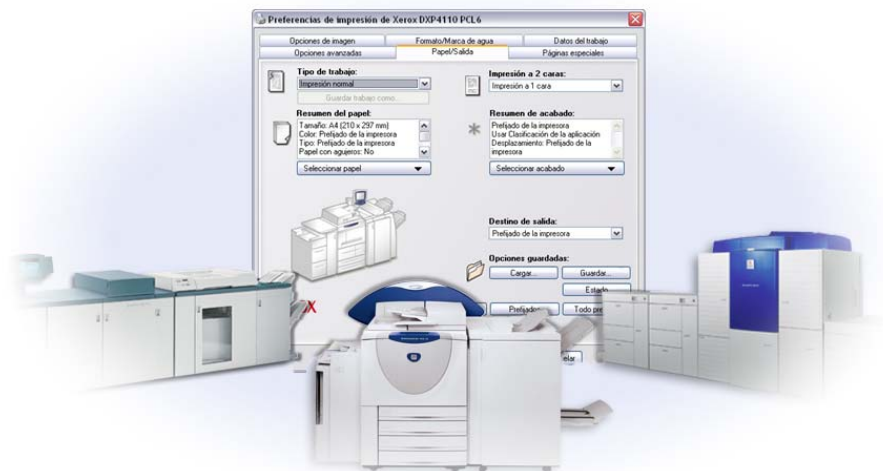 Preferencias de impresión de Xerox DXP4110 PCL6
Opciones de imagen
Formato/Marca de agua
Datos del trabajo
Opciones avanzadas
Papel/Salida
Páginas especiales
Tipo de trabajo:
Impresión normal
Guardar trabajo como...
Impresión a 2 caras:
Impresión a 1 cara
Resumen del papel:
Tamaño: A4 (210 x 297 mm)
Color: Prefijado de la impresora
Tipo: Prefijado de la impresora
Papel con agujeros: No
Seleccionar papel
Resumen de acabado:
Prefijado de la impresora
Usar Clasificación de la aplicación
Desplazamiento: Prefijado de la
impresora
Seleccionar acabado
Destino de salida:
Prefijado de la impresora
Opciones guardadas:
Cargar...
Guardar...
Estado
Prefijado
Todo pre
elar